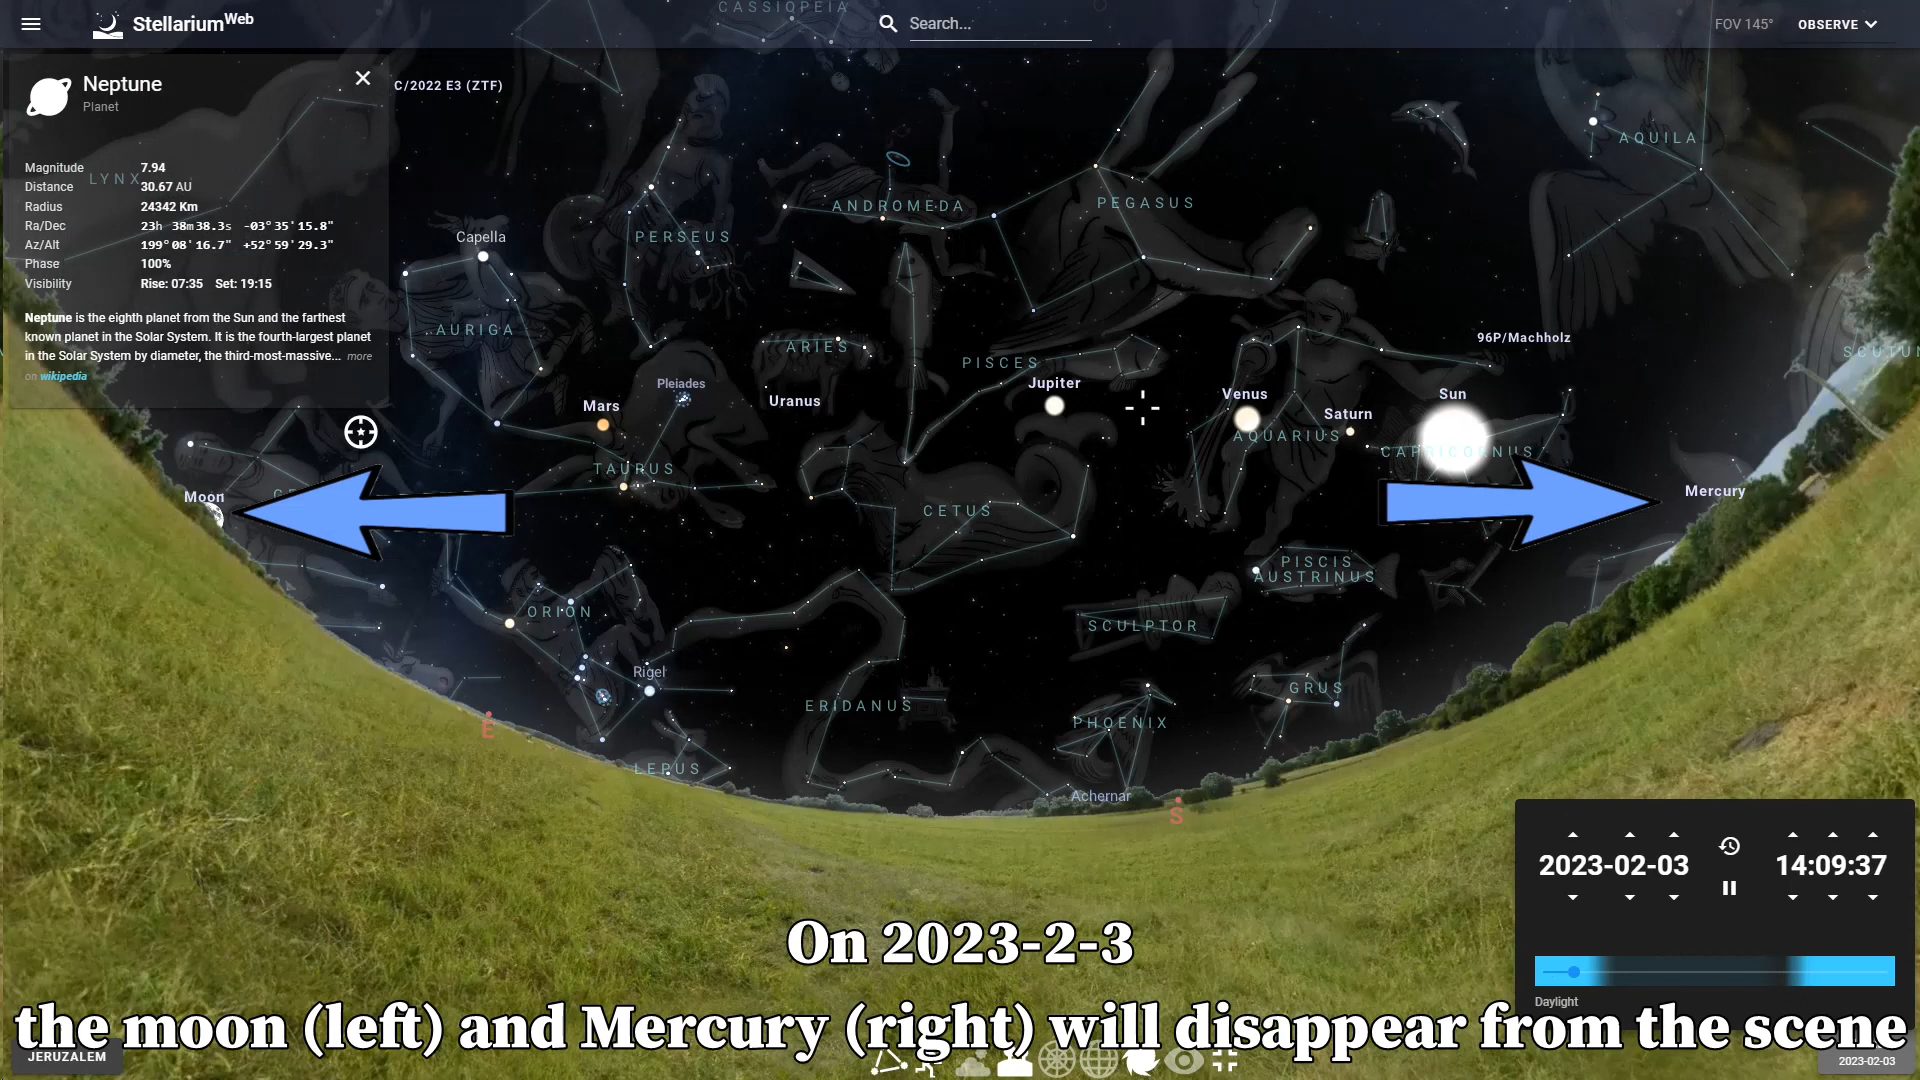 StellariumWeb
CASSIOPEIA
Search...
FOV 145°
OBSERVE
Neptune
Planet
C/2022 E3 (ZTF)
AQUILA
Magnitude 7.94
LYNX
Distance 30.67 AU
Radius 24342 Km
Ra/Dec 23h 38m38.3s -03°35'15.8"
Az/Alt 199°08'16.7" +52°59'29.3"
Phase 100%
Visibility Rise: 07:35 Set: 19:15
Neptune is the eighth planet from the Sun and the farthest
known planet in the Solar System. It is the fourth-largest planet
in the Solar System by diameter, the third-most-massive... more
on wikipedia
ANDROMEDA
PEGASUS
Capella
PERSEUS
AURIGA
ARIES
PISCES
96P/Machholz
SCUTUM
Mars
Pleiades
Uranus
Jupiter
Venus
Saturn
Sun
AQUARIUS
CAPRICORNUS
TAURUS
Moon
Mercury
CETUS
PISCIS
AUSTRINUS
ORION
SCULPTOR
Rigel
ERIDANUS
GRUS
PHOENIX
E
LEPUS
Achernar
S
2023-02-03
14:09:37
Daylight
On 2023-2-3
the moon (left) and Mercury (right) will disappear from the scene
JERUZALEM
2023-02-03